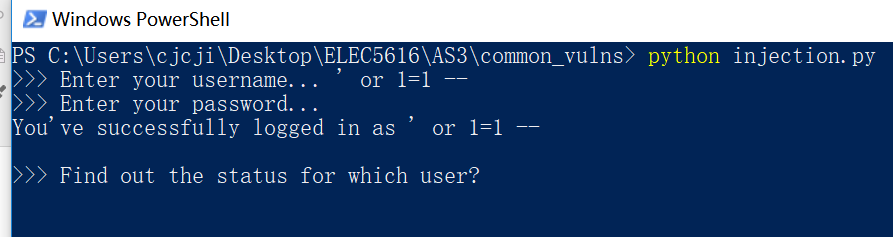 Windows PowerShell
PS C:\Users\cjcji\Desktop\ELEC5616\AS3\common_vulns> python injection.py
>>> Enter your username... ' or 1=1 --
>>> Enter your password...
You've successfully logged in as ' or 1=1 --
>>> Find out the status for which user?